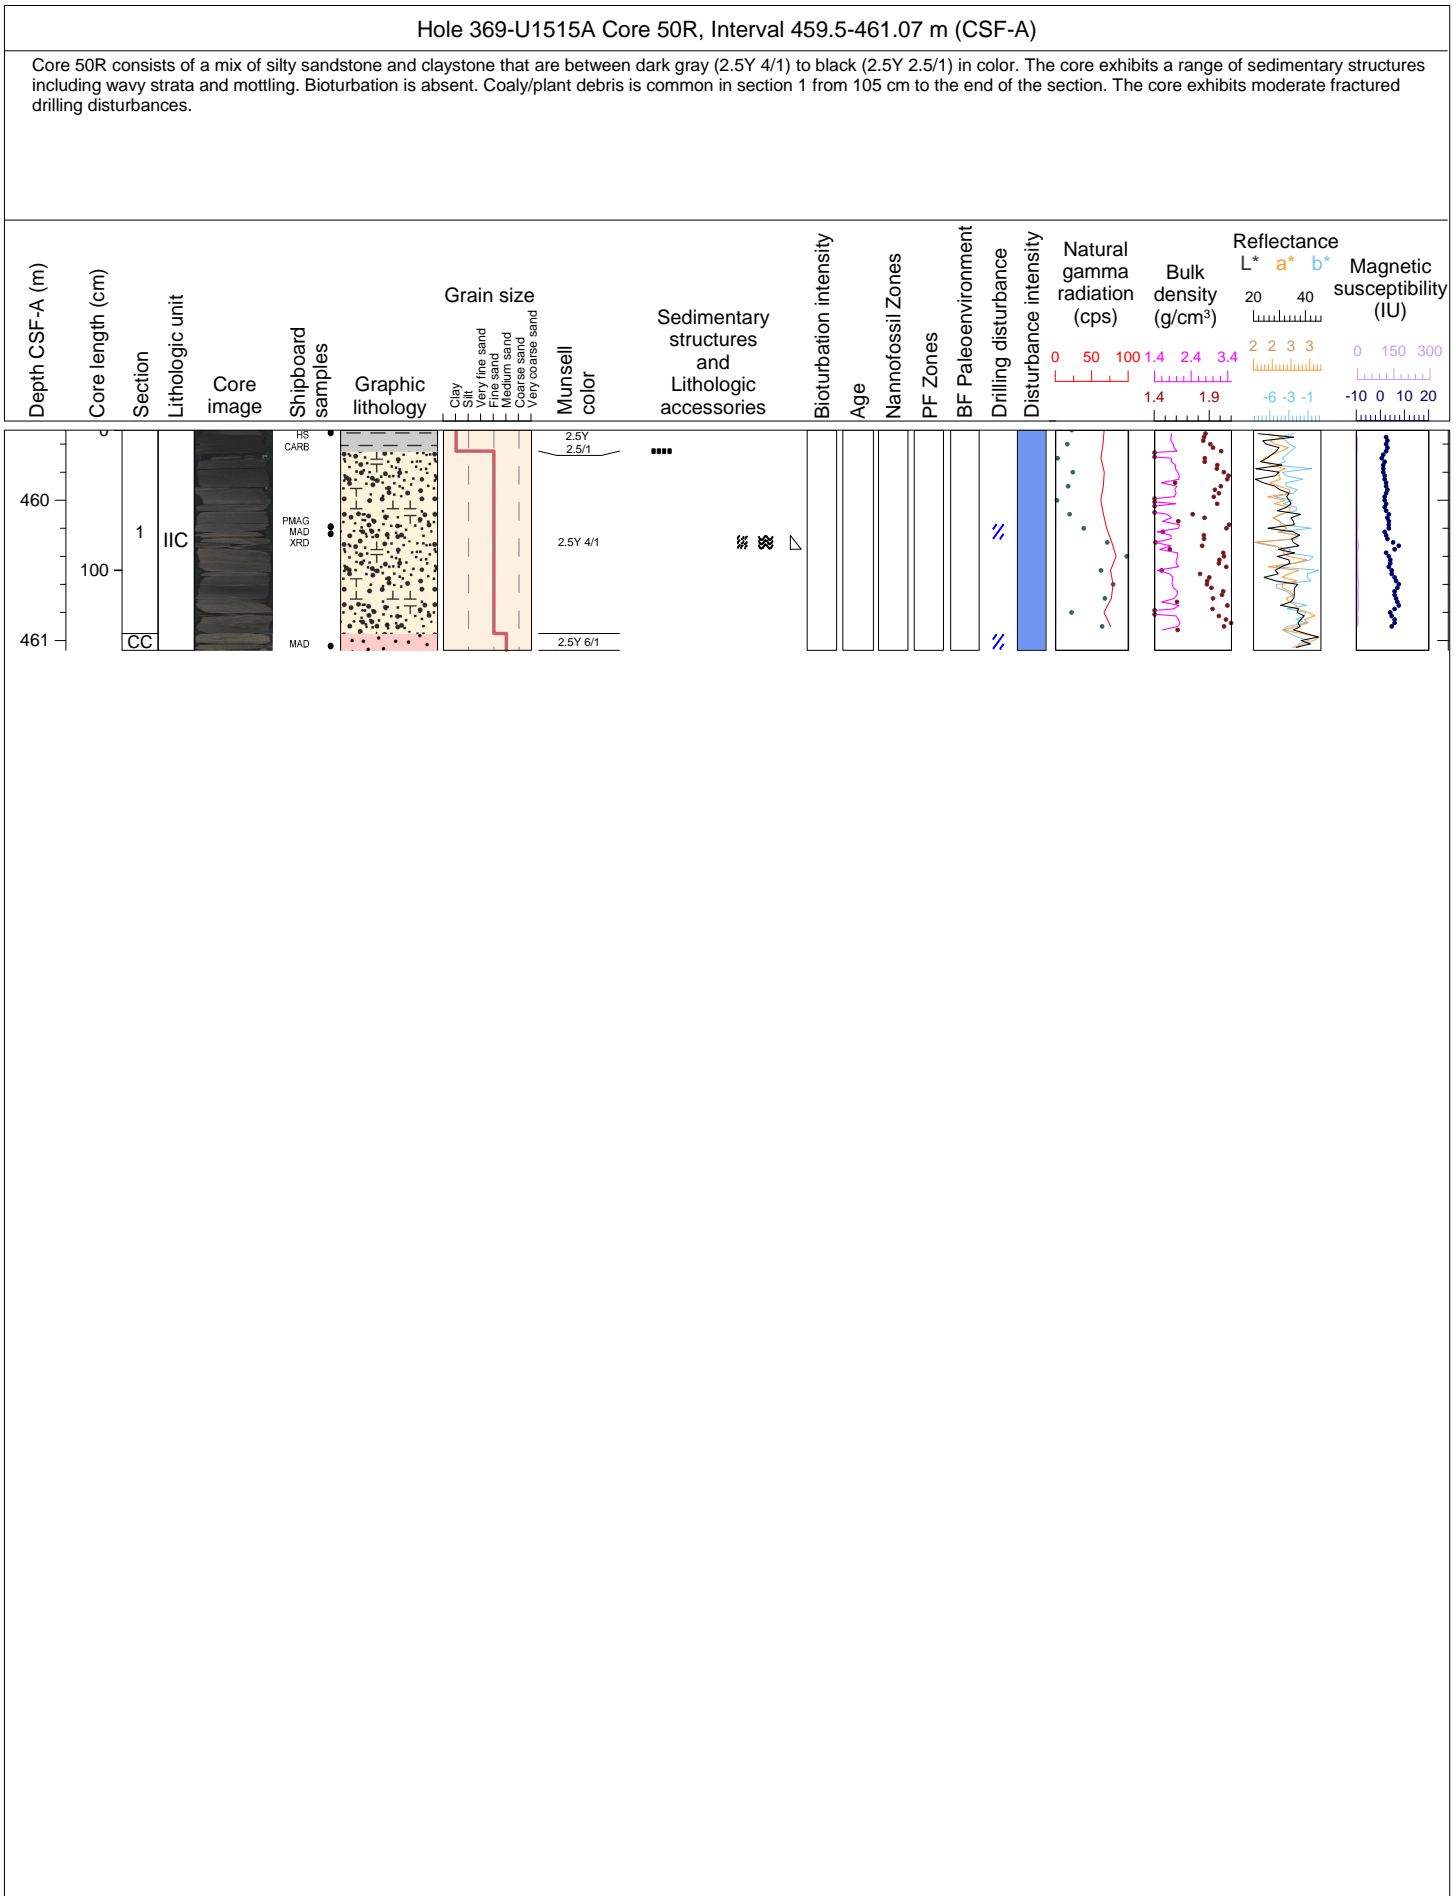 Hole 369-U1515A Core 50R, Interval 459.5-461.07 m (CSF-A)
Core 50R consists of a mix of silty sandstone and claystone that are between dark gray (2.5Y 4/1) to black (2.5Y 2.5/1) in color. The core exhibits a range of sedimentary structures
including wavy strata and mottling. Bioturbation is absent. Coaly/plant debris is common in section 1 from 105 cm to the end of the section. The core exhibits moderate fractured
drilling disturbances.
Depth CSF-A (m)
Core length (cm)
Section
Lithologic unit
Core
image
Shipboard
samples
Graphic
lithology
Grain size
Clay
Silt
Very fine sand
Fine sand
Medium sand
Coarse sand
Very coarse sand
Munsell
color
Sedimentary
structures
and
Lithologic
accessories
Bioturbation intensity
Age
Nannofossil Zones
PF Zones
BF Paleoenvironment
Drilling disturbance
Disturbance intensity
Natural
gamma
radiation
(cps)
0 50 100
Bulk
density
(g/cm³)
1.4 2.4 3.4
1.4 1.9
Reflectance
L* a* b*
20 40
2 2 3 3
-6 -3 -1
Magnetic
susceptibility
(IU)
0 150 300
-10 0 10 20
0
HS
CARB
2.5Y
2.5/1
460
PMAG
MAD
XRD
1
IIC
2.5Y 4/1
100
461
CC
MAD
2.5Y 6/1